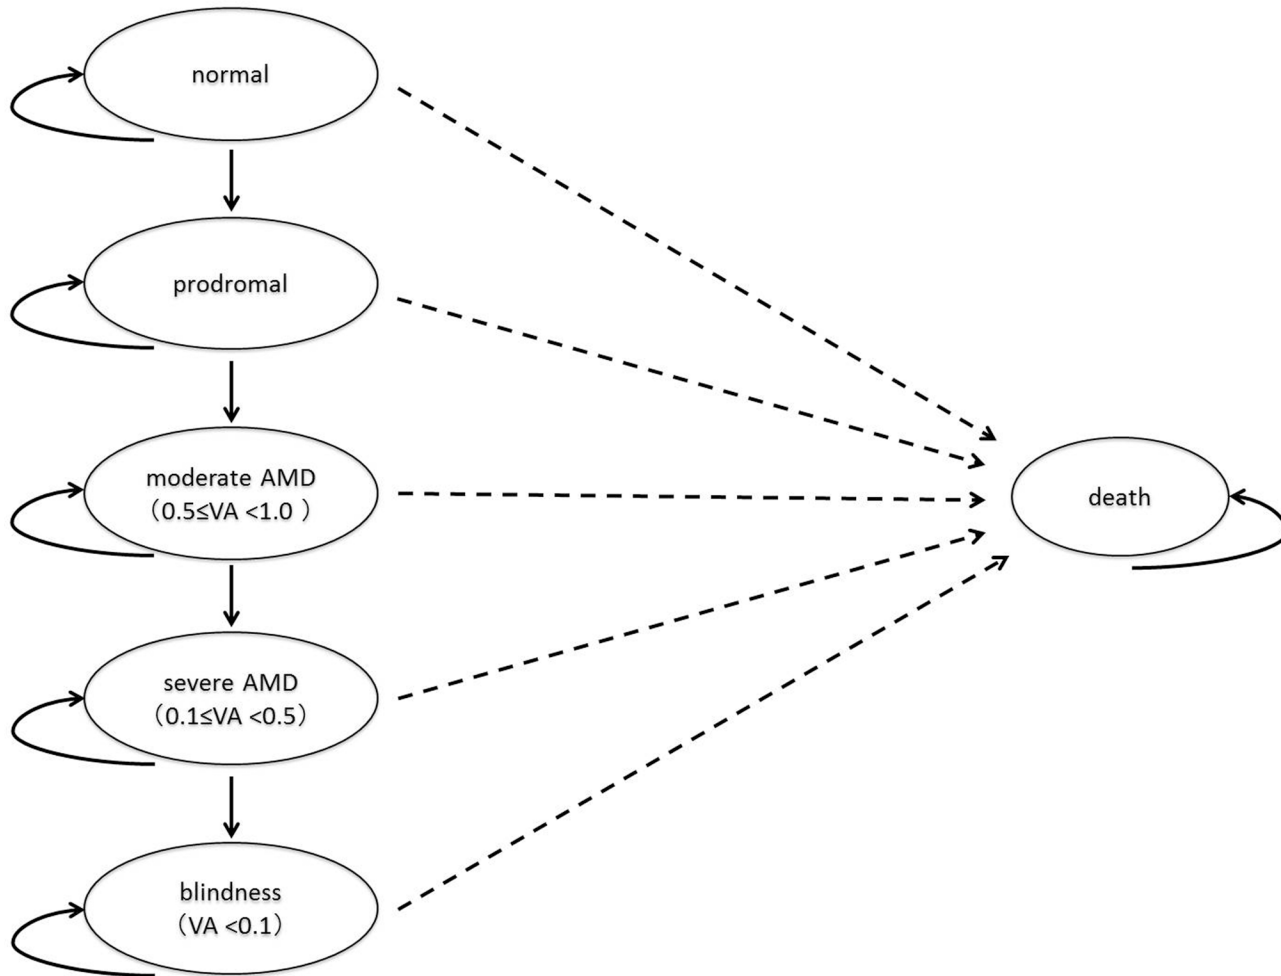 normal
prodromal
moderate AMD
（0.5≤VA <1.0 ）
death
severe AMD
（0.1≤VA <0.5）
blindness
（VA <0.1）